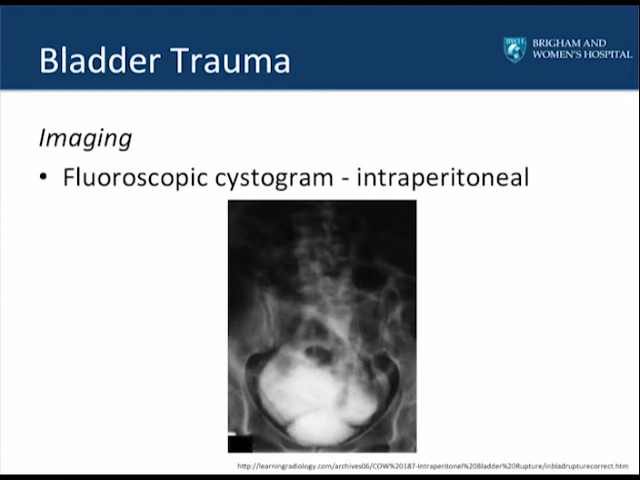 Bladder Trauma
BRIGHAM AND
WOMEN'S HOSPITAL
Imaging
• Fluoroscopic cystogram - intraperitoneal
http://learningradiology.com/archives06/COW%20187-Intraperitonel%20Bladder%20Rupture/inbladrupturecorrect.htm